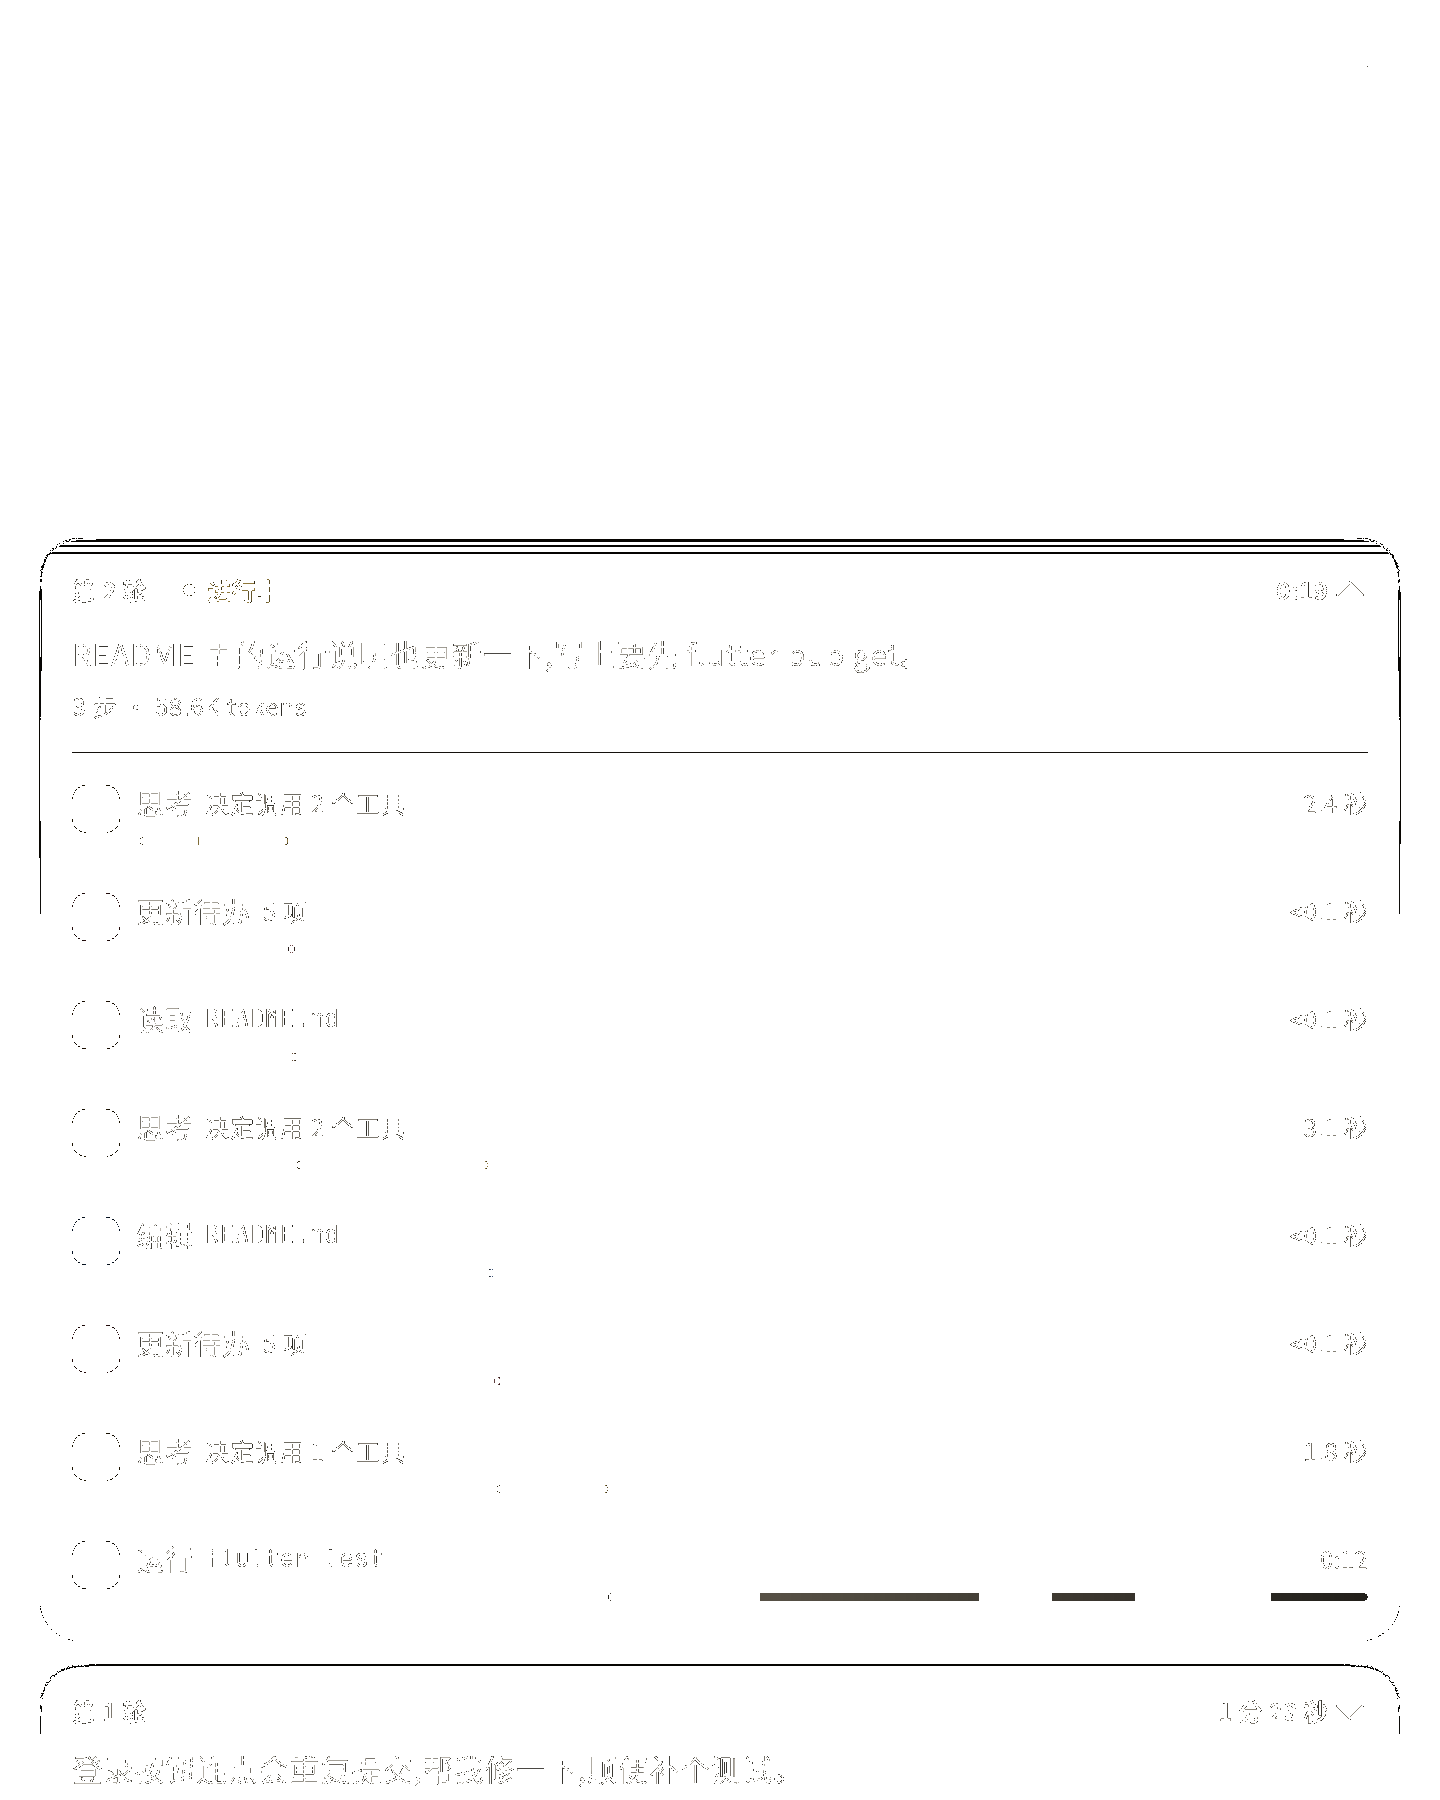 第 2 轮 进行中
0:19
README 中的运行说明也更新一下,写上要先 flutter pub get。
8 步 · 58.6K tokens
思考 决定调用 2 个工具
2.4 秒
更新待办 3 项
<0.1 秒
读取 README.md
<0.1 秒
思考 决定调用 2 个工具
3.1 秒
编辑 README.md
<0.1 秒
更新待办 3 项
<0.1 秒
思考 决定调用 1 个工具
1.8 秒
运行 flutter test
0:12
第 1 轮
登录按钮连点会重复提交,帮我修一下,顺便补个测试。